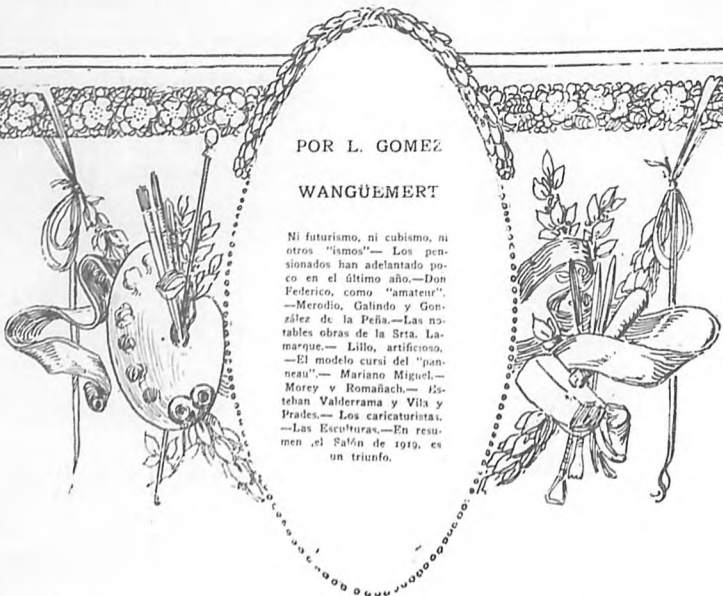 POR L. GOMEZ
WANGÜEMERT
Ni futurismo, ni cubismo, ni
otros "ismos"— Los pen-
sionados han adelantado po-
co en el último año.—Don
Federico, como "amateur".
—Merodio, Galindo y Gon-
zález de la Peña.—Las no-
tables obras de la Srta. La-
marque.— Lillo, artificioso.
—El modelo cursi del "pan-
neau".— Mariano Miguel.—
Morey y Romañach.— Es-
teban Valderrama y Vila y
Prades.— Los caricaturistas.
—Las Esculturas.—En resu-
men ,el Salón de 1919, es
un triunfo.